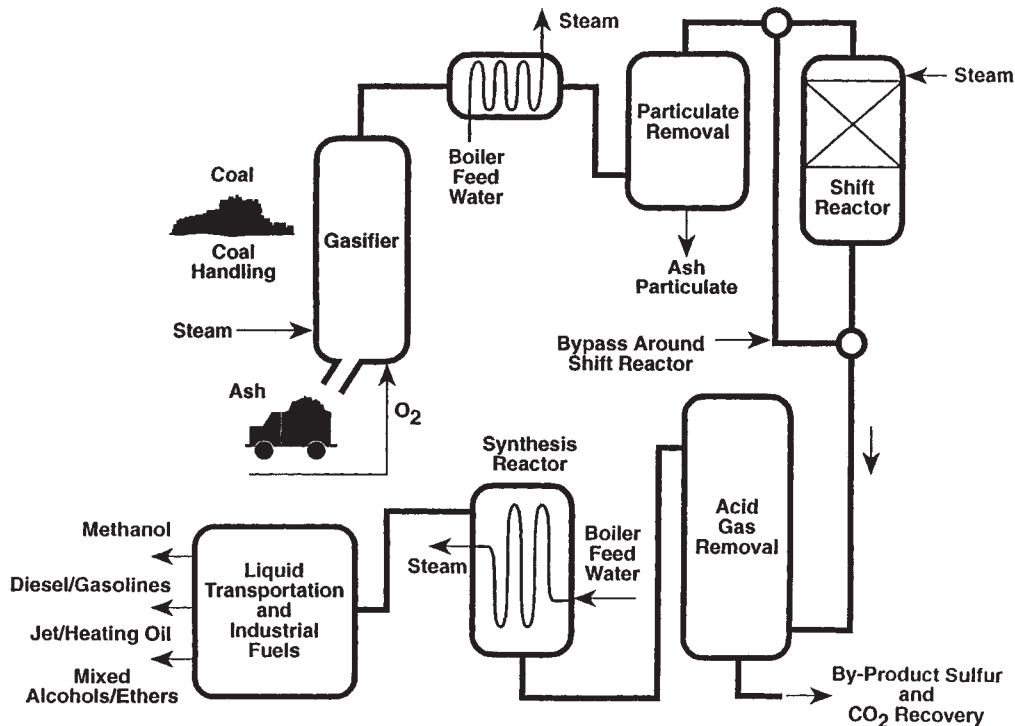 Steam
Particulate
Removal
Steam
Boiler
Feed
Water
Shift
Reactor
Coal
Gasifier
Coal
Handling
Ash
Particulate
Steam
Bypass Around
Shift Reactor
Ash
O2
Synthesis
Reactor
Acid
Gas
Removal
Methanol
Diesel/Gasolines
Jet/Heating Oil
Mixed
Alcohols/Ethers
Liquid
Transportation
and
Industrial
Fuels
Steam
Boiler
Feed
Water
By-Product Sulfur
and
CO2 Recovery